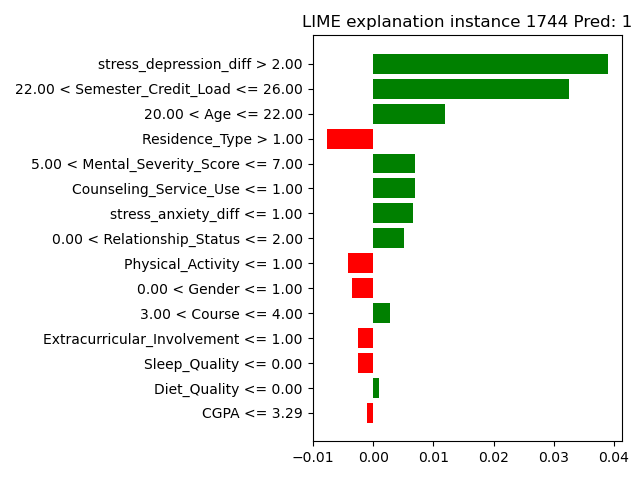 LIME explanation instance 1744 Pred: 1
stress_depression_diff > 2.00
22.00 < Semester_Credit_Load <= 26.00
20.00 < Age <= 22.00
Residence_Type > 1.00
5.00 < Mental_Severity_Score <= 7.00
Counseling_Service_Use <= 1.00
stress_anxiety_diff <= 1.00
0.00 < Relationship_Status <= 2.00
Physical_Activity <= 1.00
0.00 < Gender <= 1.00
3.00 < Course <= 4.00
Extracurricular_Involvement <= 1.00
Sleep_Quality <= 0.00
Diet_Quality <= 0.00
CGPA <= 3.29
−0.01 0.00 0.01 0.02 0.03 0.04